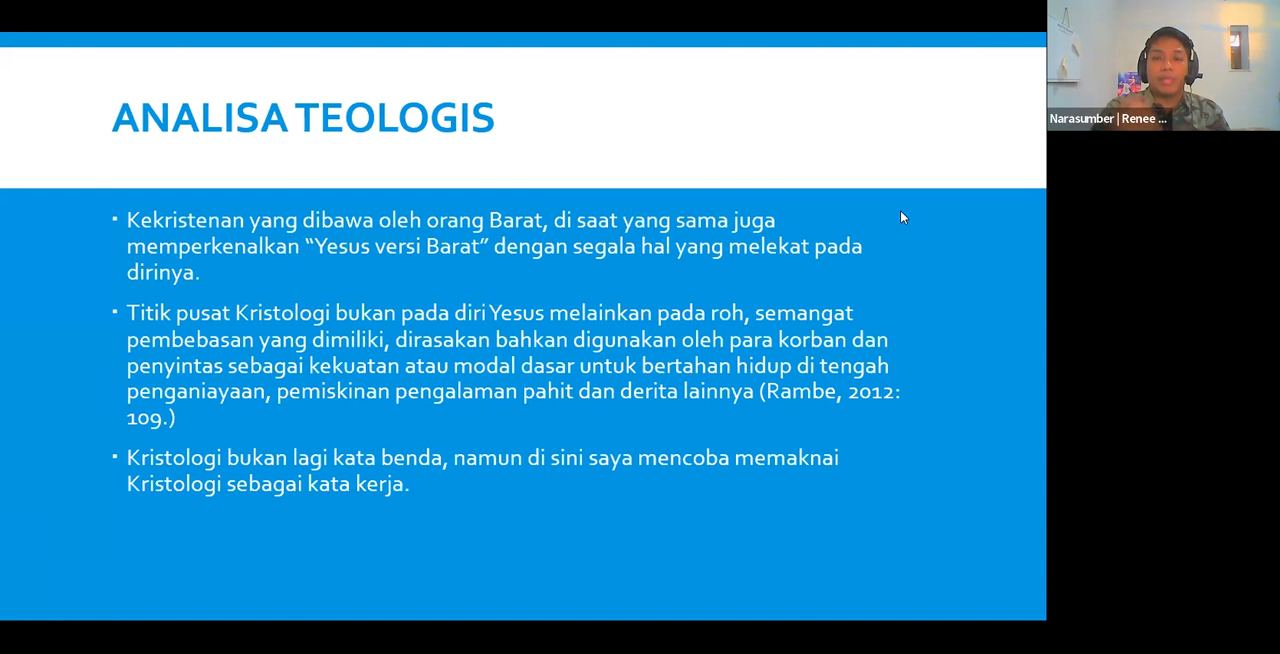 ANALISA TEOLOGIS
▪ Kekristenan yang dibawa oleh orang Barat, di saat yang sama juga
memperkenalkan “Yesus versi Barat” dengan segala hal yang melekat pada
dirinya.
▪ Titik pusat Kristologi bukan pada diri Yesus melainkan pada roh, semangat
pembebasan yang dimiliki, dirasakan bahkan digunakan oleh para korban dan
penyintas sebagai kekuatan atau modal dasar untuk bertahan hidup di tengah
penganiayaan, pemiskinan pengalaman pahit dan derita lainnya (Rambe, 2012:
109.)
▪ Kristologi bukan lagi kata benda, namun di sini saya mencoba memaknai
Kristologi sebagai kata kerja.
Narasumber | Renee ...